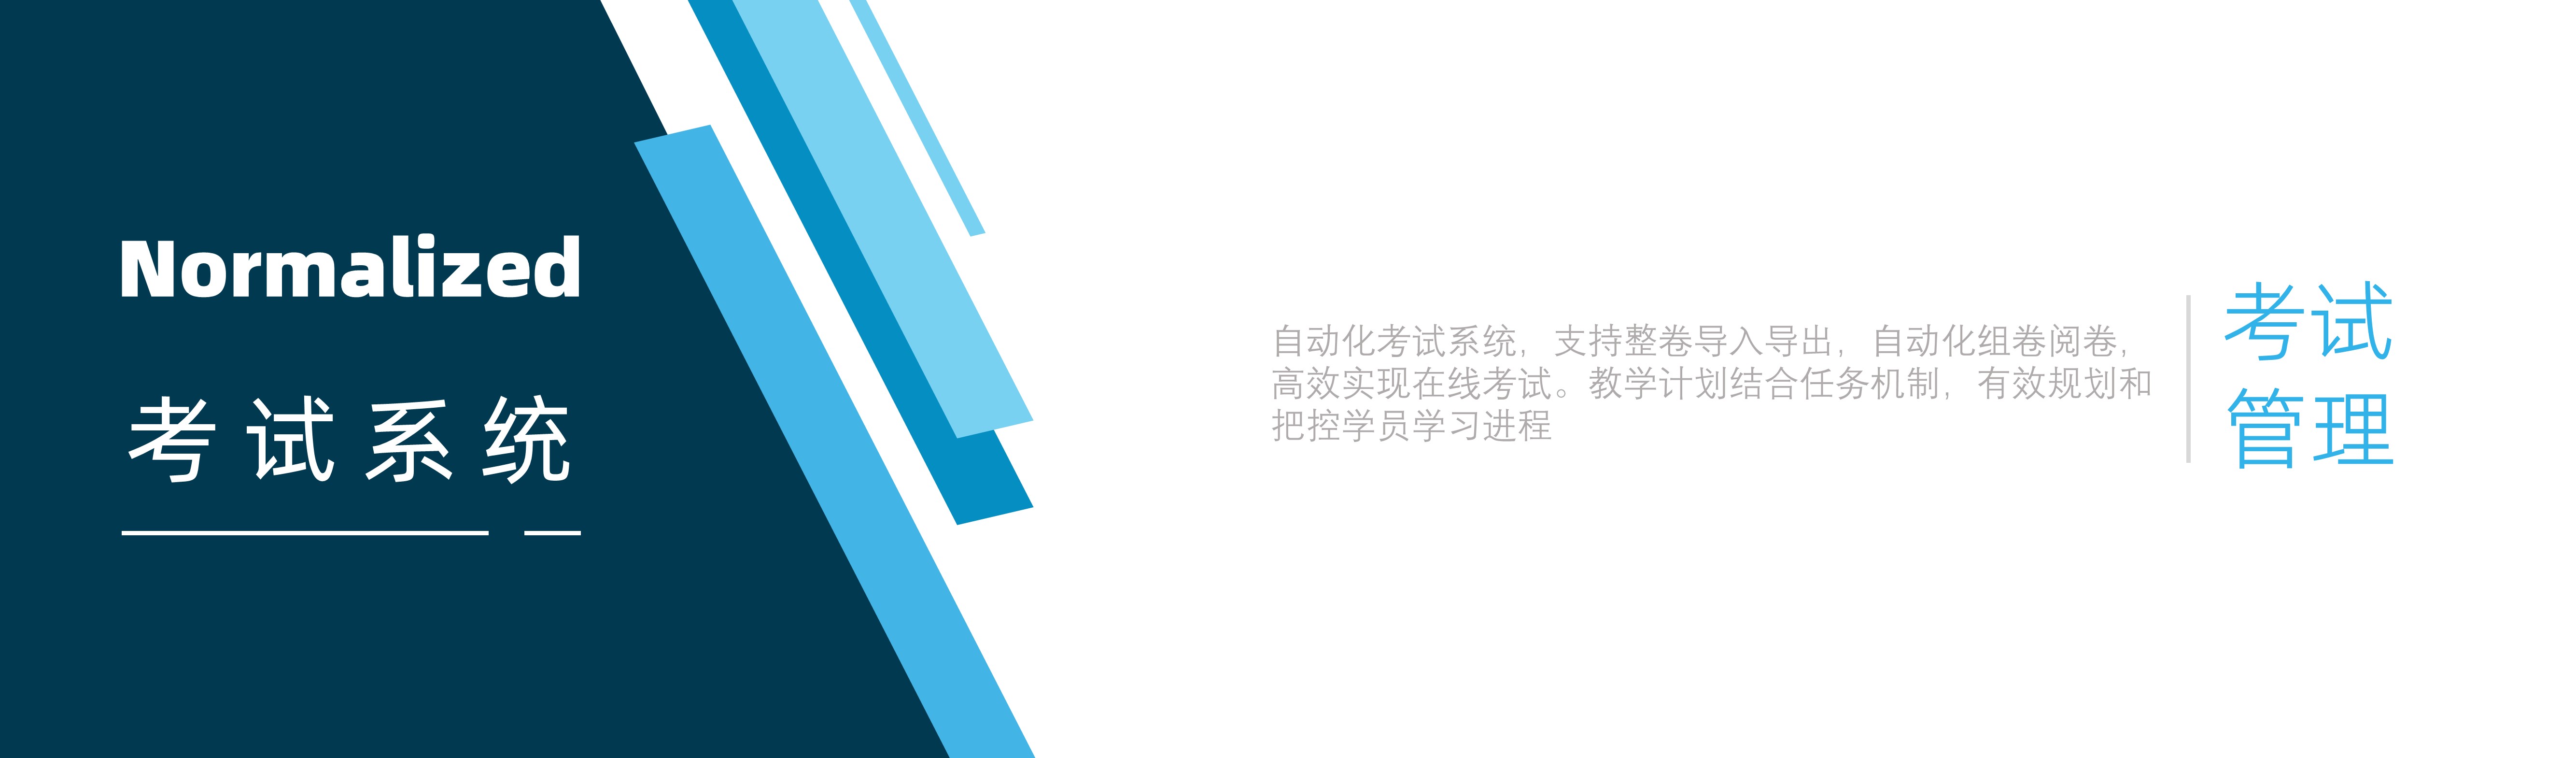 Normalized
考试系统
自动化考试系统，支持整卷导入导出，自动化组卷阅卷，
高效实现在线考试。教学计划结合任务机制，有效规划和
把控学员学习进程
考试
管理